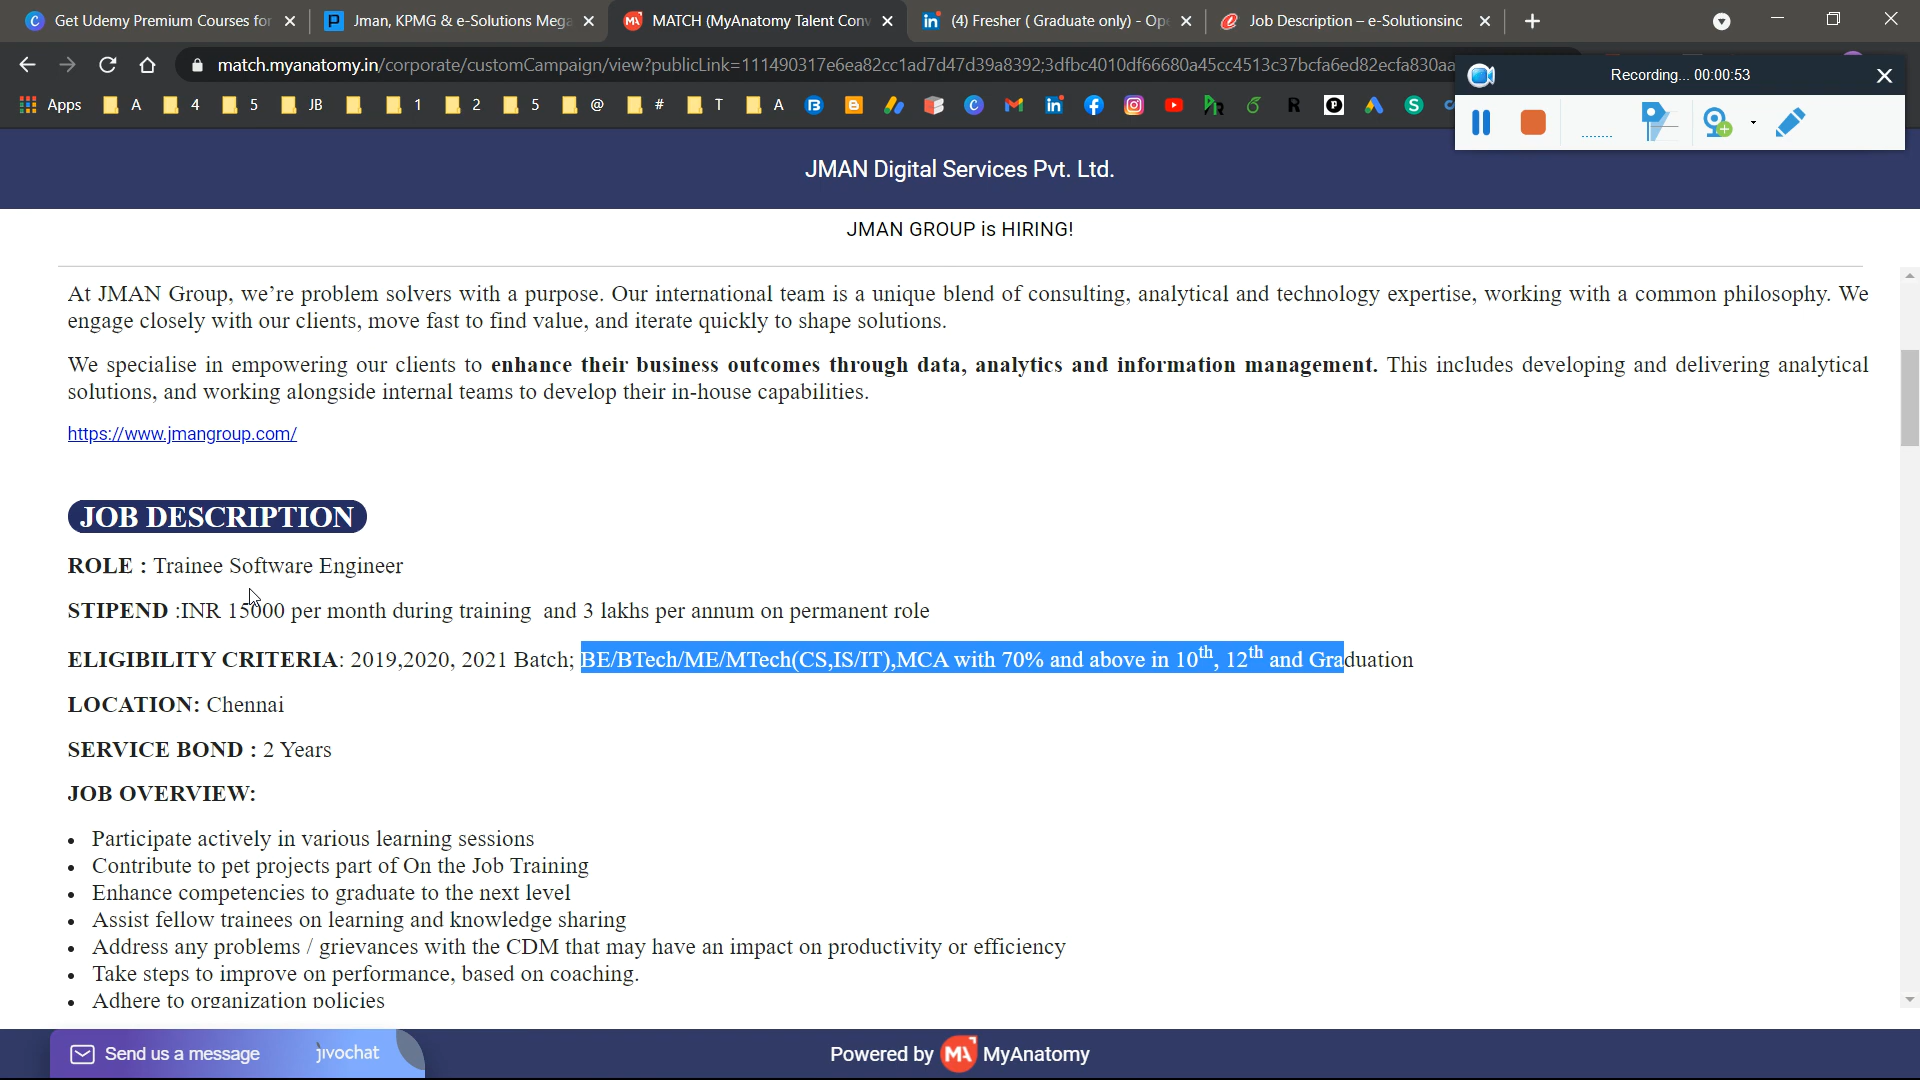 Get Udemy Premium Courses for
Jman, KPMG & e-Solutions Mega
MATCH (MyAnatomy Talent Conv
(4) Fresher ( Graduate only) - Ope
Job Description – e-Solutionsinc
match.myanatomy.in/corporate/customCampaign/view?publicLink=111490317e6ea82cc1ad7d47d39a8392;3dfbc4010df66680a45cc4513c37bcfa6ed82ecfa830aa
Recording... 00:00:53
Apps A 4 5 JB 1 2 5 @ # T A
JMAN Digital Services Pvt. Ltd.
JMAN GROUP is HIRING!
At JMAN Group, we’re problem solvers with a purpose. Our international team is a unique blend of consulting, analytical and technology expertise, working with a common philosophy. We
engage closely with our clients, move fast to find value, and iterate quickly to shape solutions.
We specialise in empowering our clients to enhance their business outcomes through data, analytics and information management. This includes developing and delivering analytical
solutions, and working alongside internal teams to develop their in-house capabilities.
https://www.jmangroup.com/
JOB DESCRIPTION
ROLE : Trainee Software Engineer
STIPEND :INR 15000 per month during training and 3 lakhs per annum on permanent role
ELIGIBILITY CRITERIA: 2019,2020, 2021 Batch; BE/BTech/ME/MTech(CS,IS/IT),MCA with 70% and above in 10th, 12th and Graduation
LOCATION: Chennai
SERVICE BOND : 2 Years
JOB OVERVIEW:
• Participate actively in various learning sessions
• Contribute to pet projects part of On the Job Training
• Enhance competencies to graduate to the next level
• Assist fellow trainees on learning and knowledge sharing
• Address any problems / grievances with the CDM that may have an impact on productivity or efficiency
• Take steps to improve on performance, based on coaching.
• Adhere to organization policies
Send us a message jivochat
Powered by MA MyAnatomy